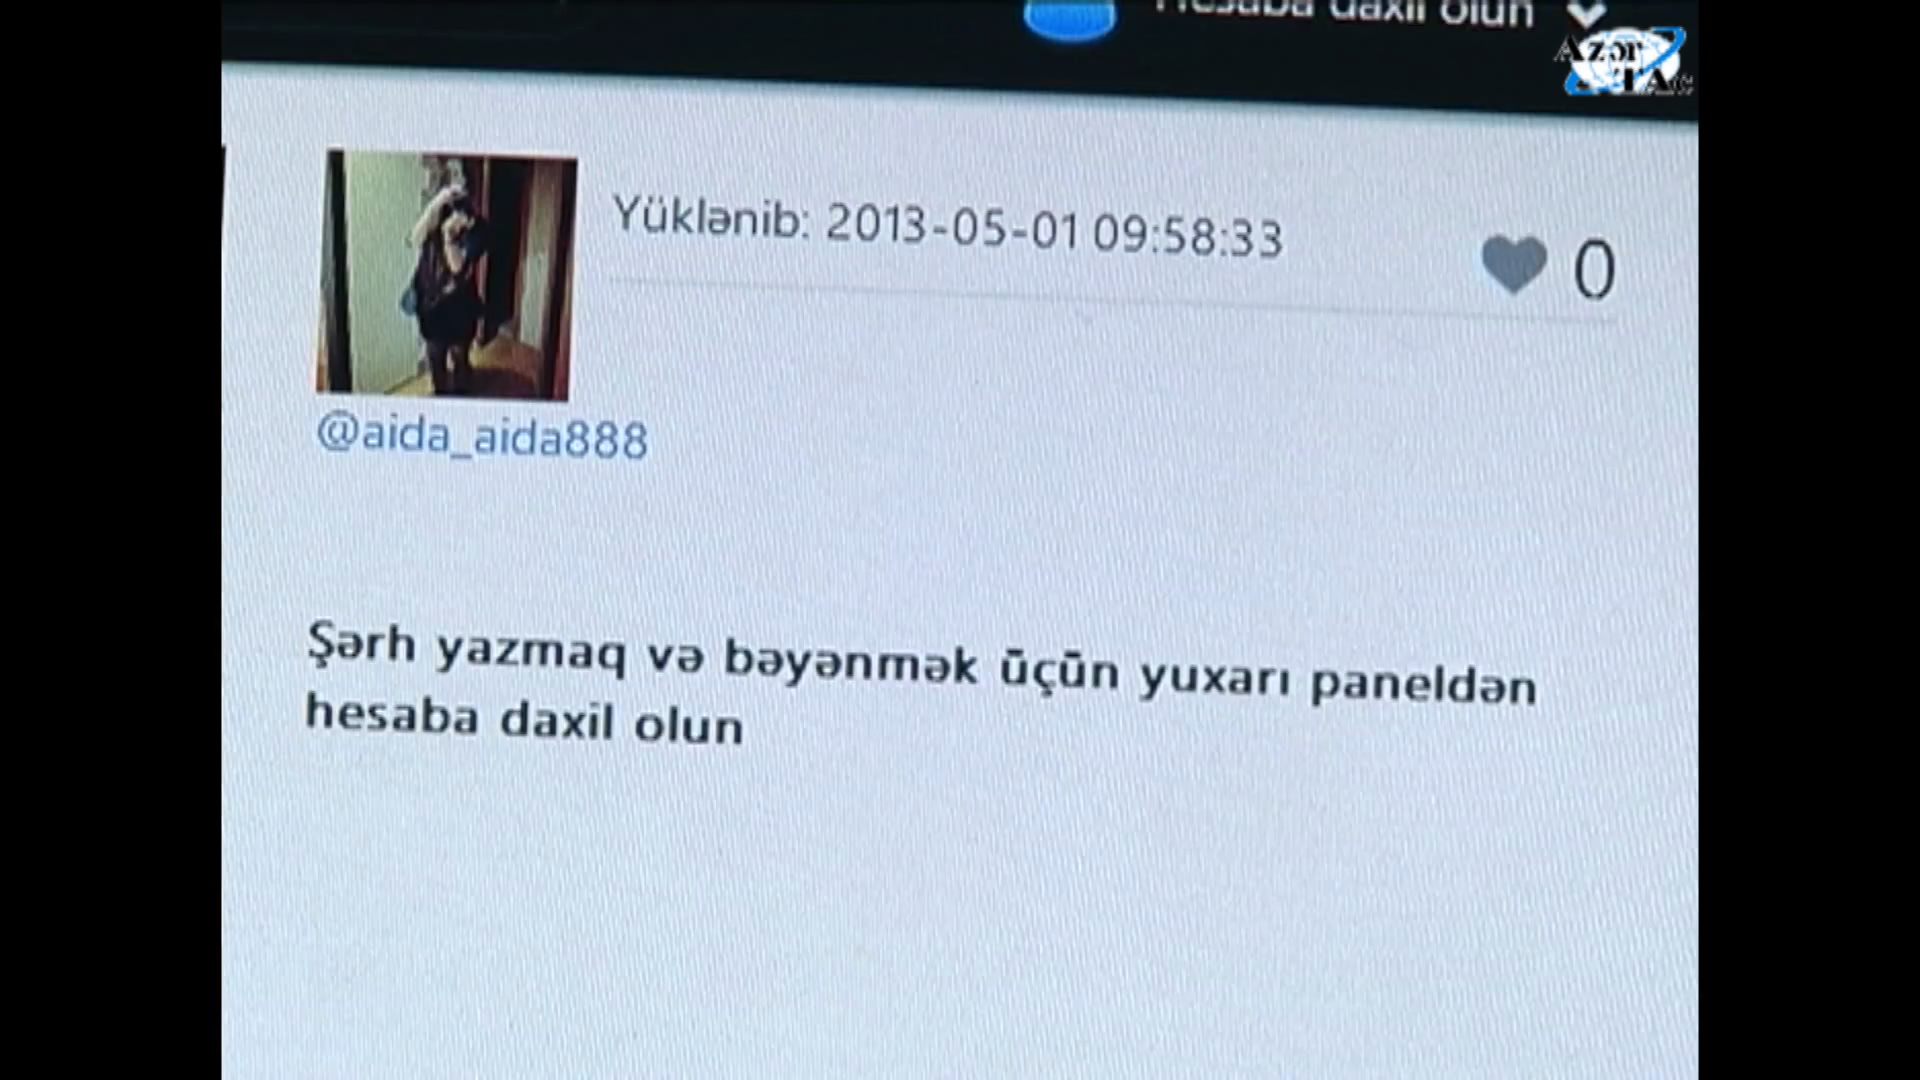 Hesaba daxil olun
AzərTAc
Yüklənib: 2013-05-01 09:58:33
0
@aida_aida888
Şərh yazmaq və bəyənmək üçün yuxarı paneldən
hesaba daxil olun